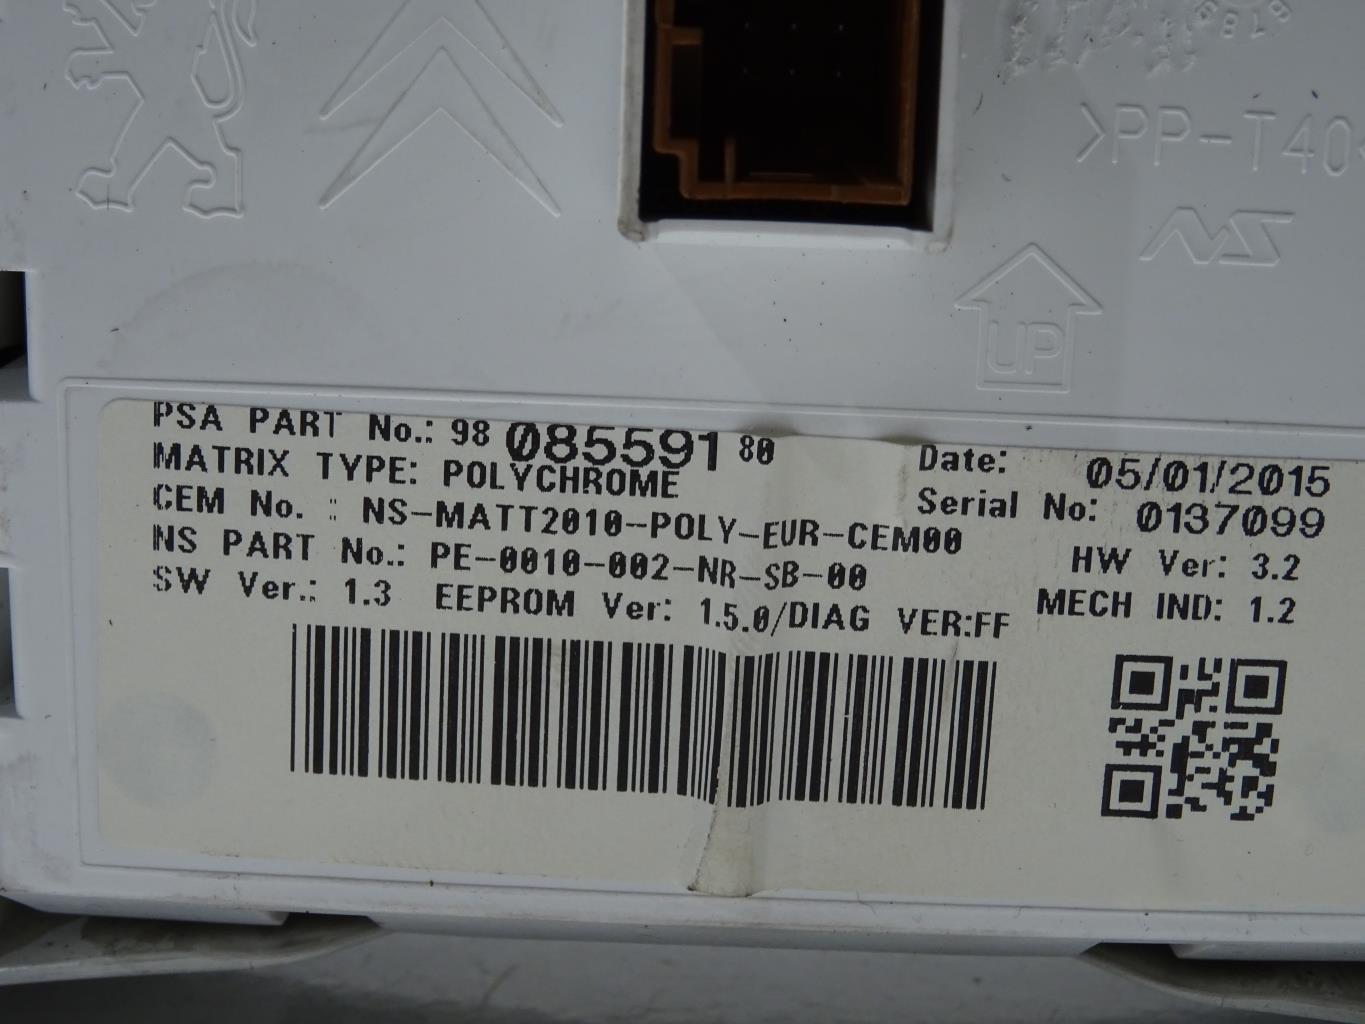 >PP-T40<
NS
UP
PSA PART No.: 98 085591 80
MATRIX TYPE: POLYCHROME
CEM No. : NS-MATT2010-POLY-EUR-CEM00
NS PART No.: PE-0010-002-NR-SB-00
SW Ver.: 1.3 EEPROM Ver: 1.5.0/DIAG VER:FF
Date: 05/01/2015
Serial No: 0137099
HW Ver: 3.2
MECH IND: 1.2